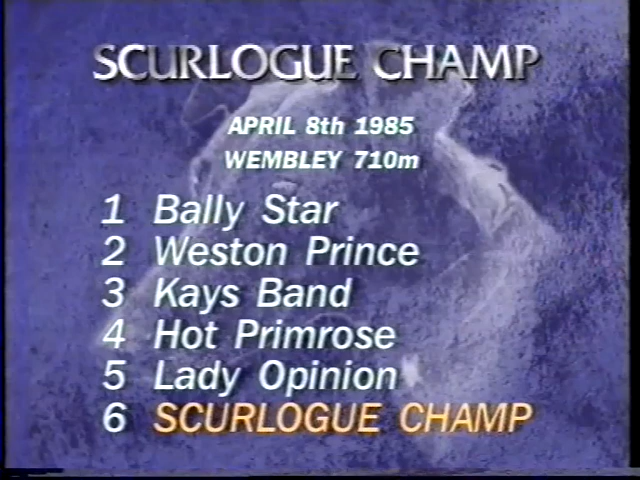 SCURLOGUE CHAMP
APRIL 8th 1985
WEMBLEY 710m
1 Bally Star
2 Weston Prince
3 Kays Band
4 Hot Primrose
5 Lady Opinion
6 SCURLOGUE CHAMP